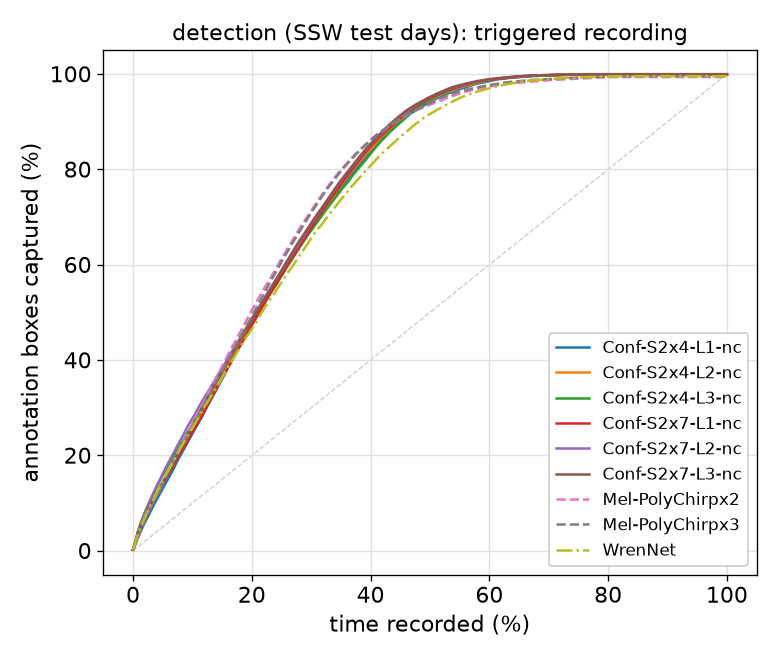 detection (SSW test days): triggered recording
annotation boxes captured (%)
100
80
60
40
20
0
0 20 40 60 80 100
time recorded (%)
Conf-S2x4-L1-nc
Conf-S2x4-L2-nc
Conf-S2x4-L3-nc
Conf-S2x7-L1-nc
Conf-S2x7-L2-nc
Conf-S2x7-L3-nc
Mel-PolyChirpx2
Mel-PolyChirpx3
WrenNet